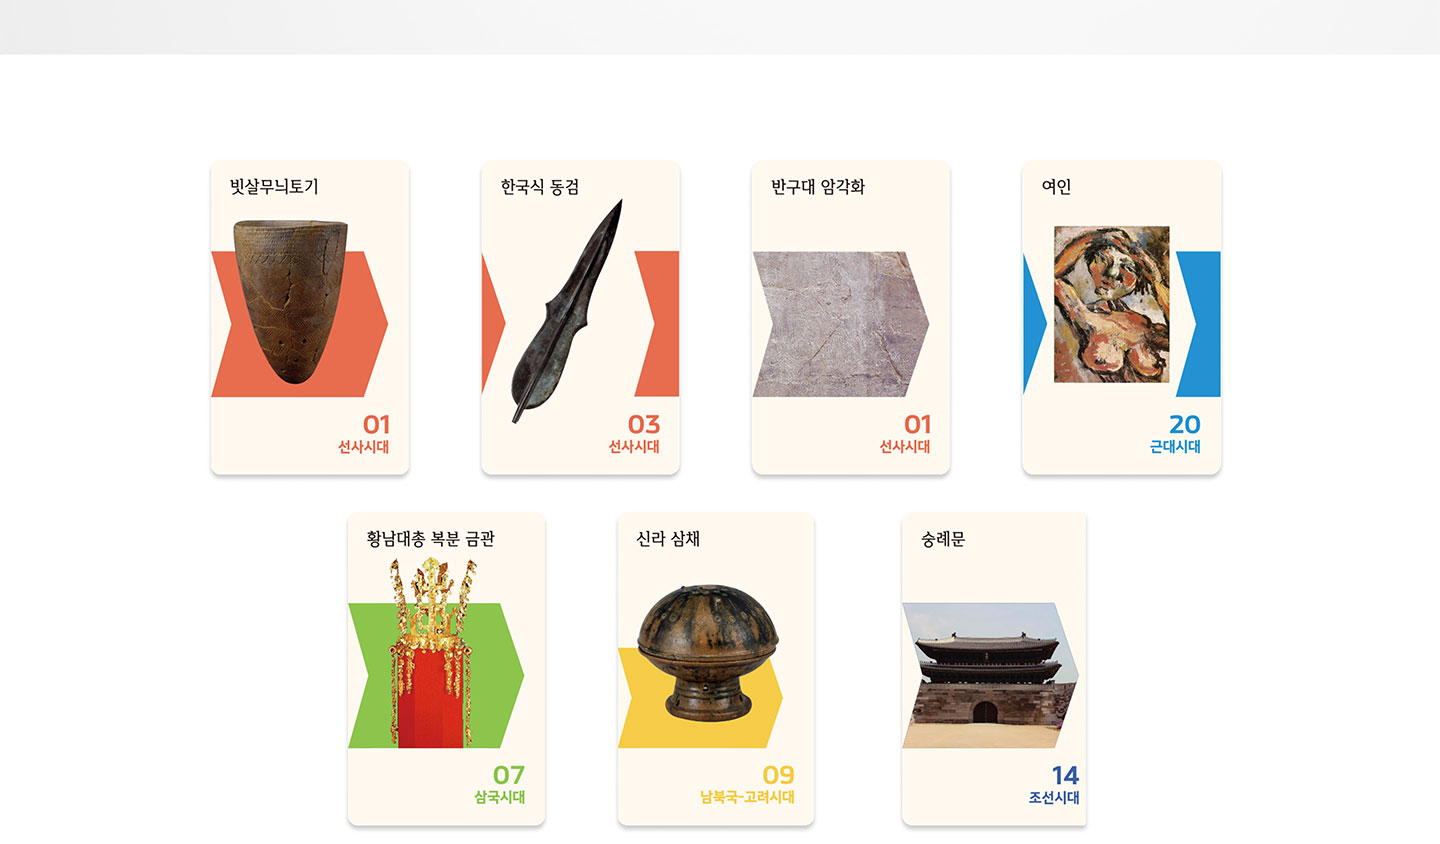 빗살무늬토기
01
선사시대
한국식 동검
03
선사시대
반구대 암각화
01
선사시대
여인
20
근대시대
황남대총 복분 금관
07
삼국시대
신라 삼채
09
남북국-고려시대
숭례문
14
조선시대